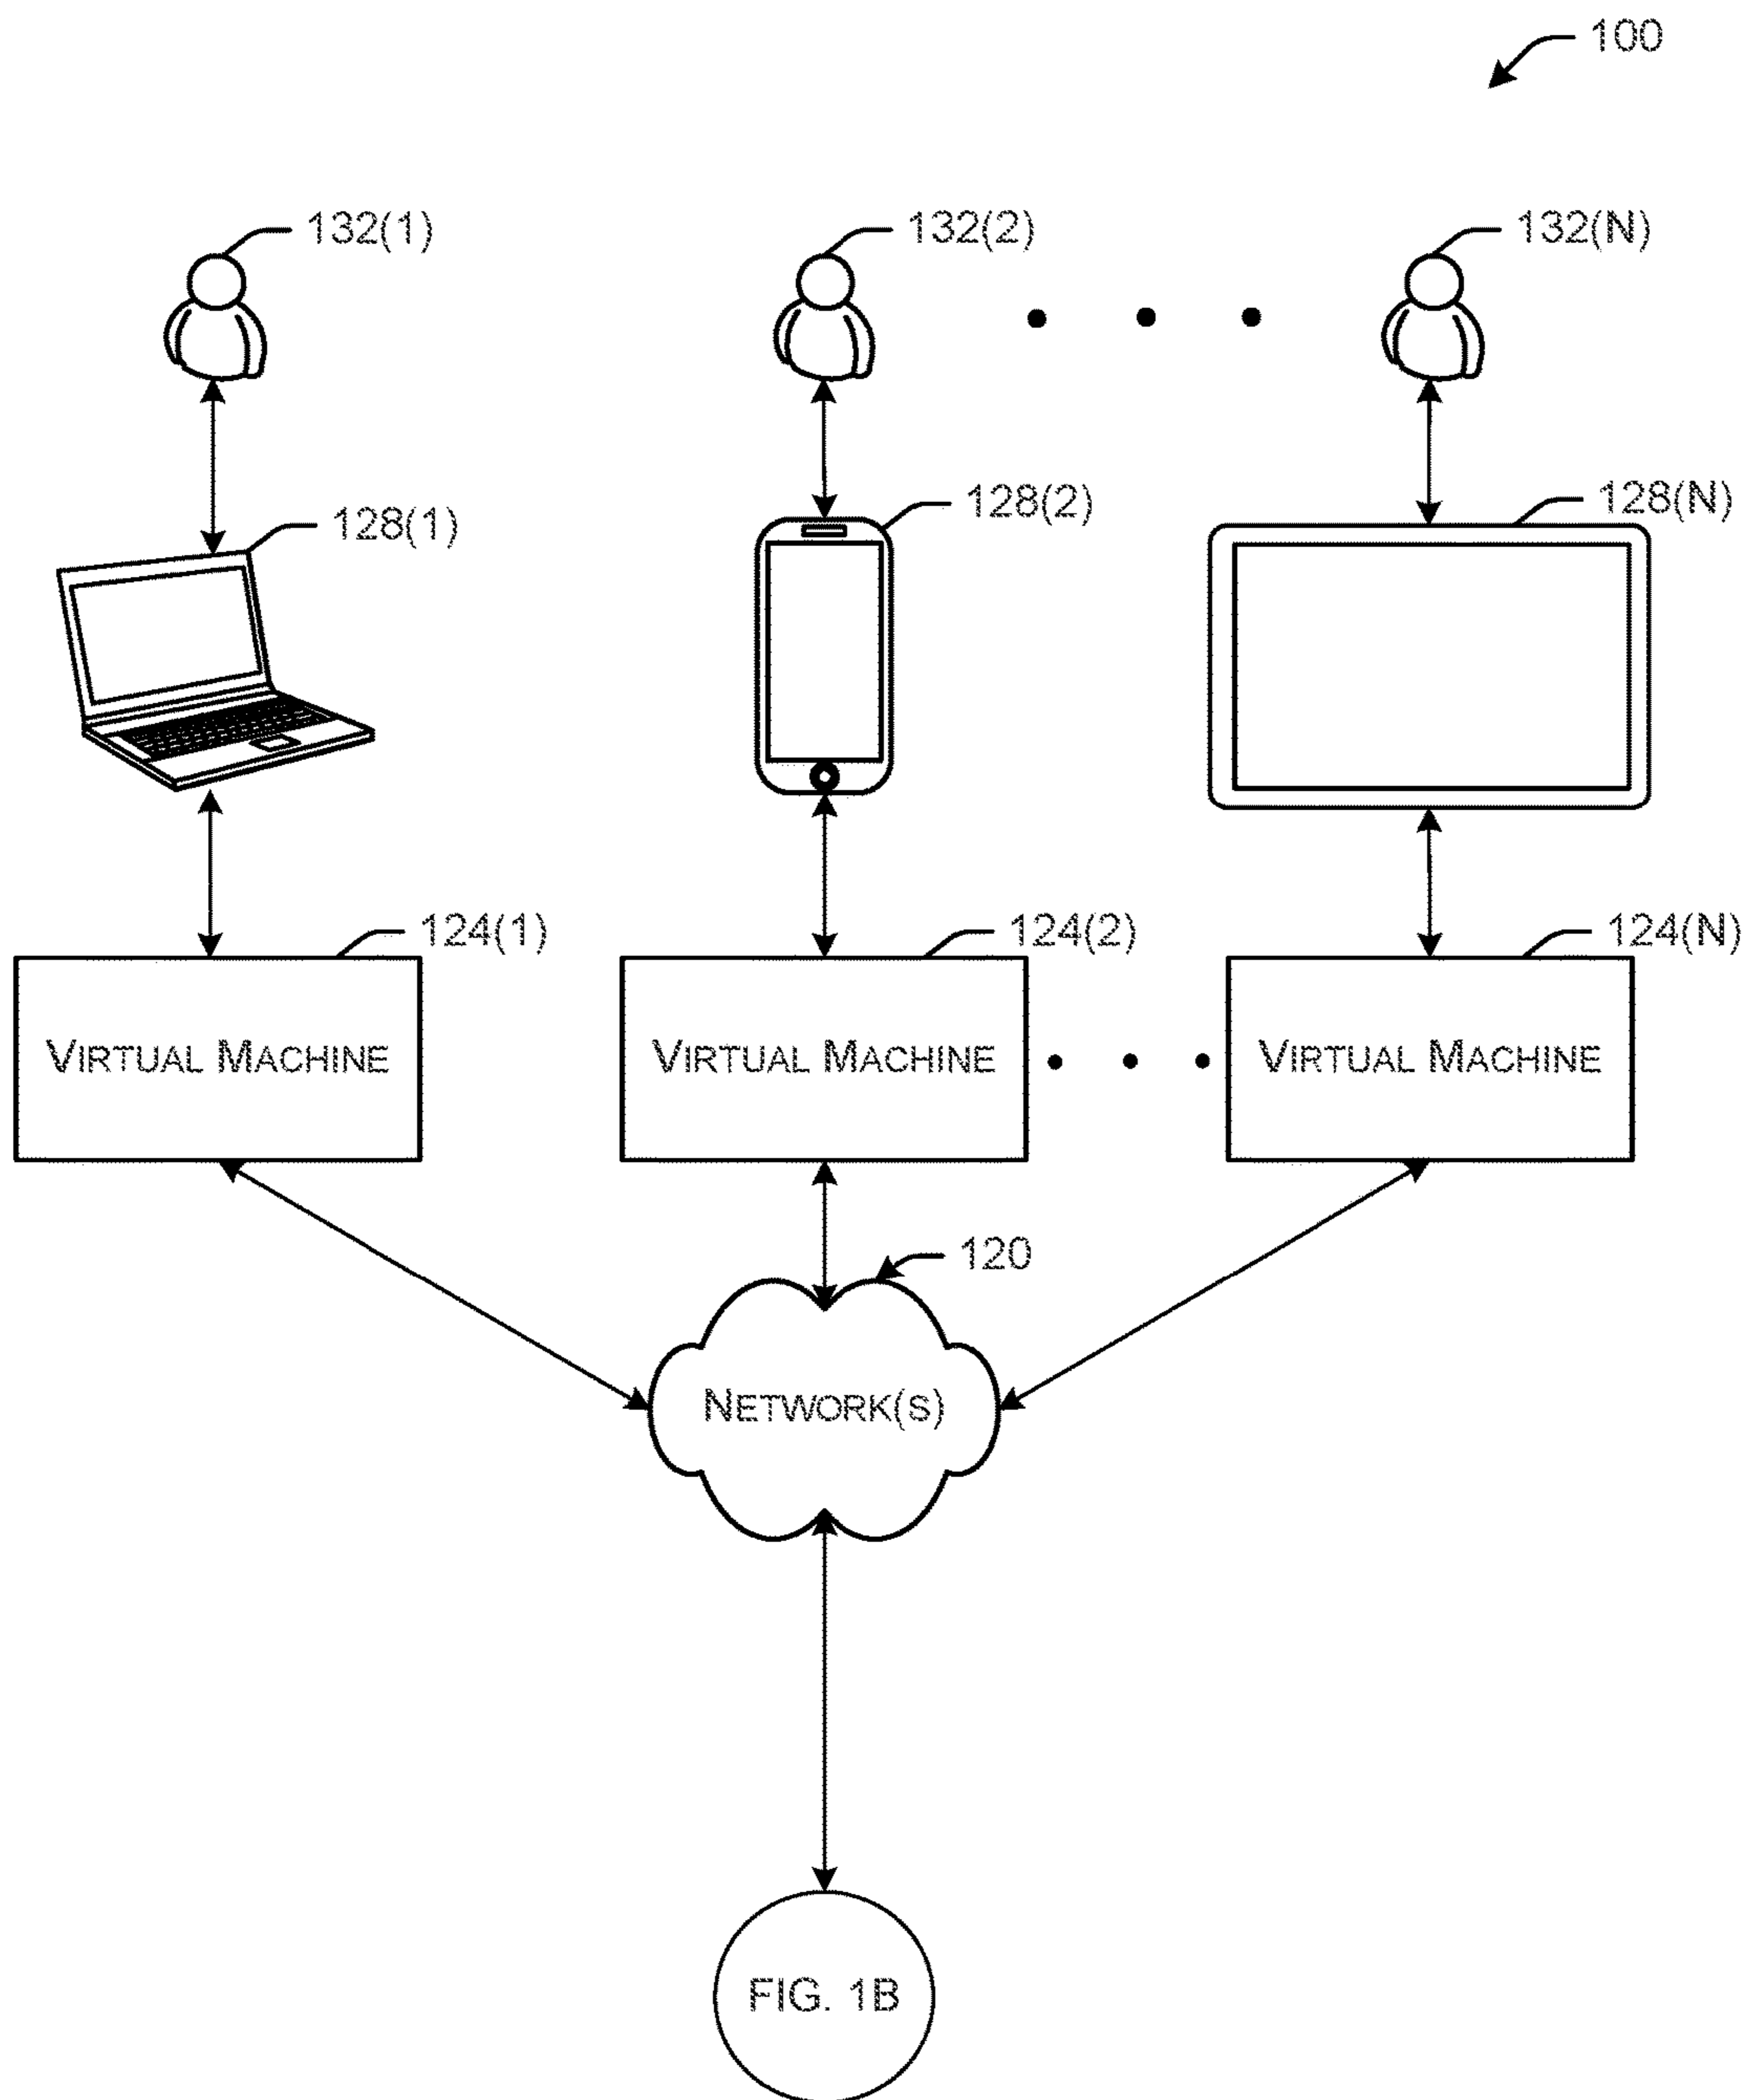 100
132(1)
132(2)
132(N)
128(1)
128(2)
128(N)
124(1)
124(2)
124(N)
VIRTUAL MACHINE
VIRTUAL MACHINE
VIRTUAL MACHINE
120
NETWORK(S)
FIG. 1B